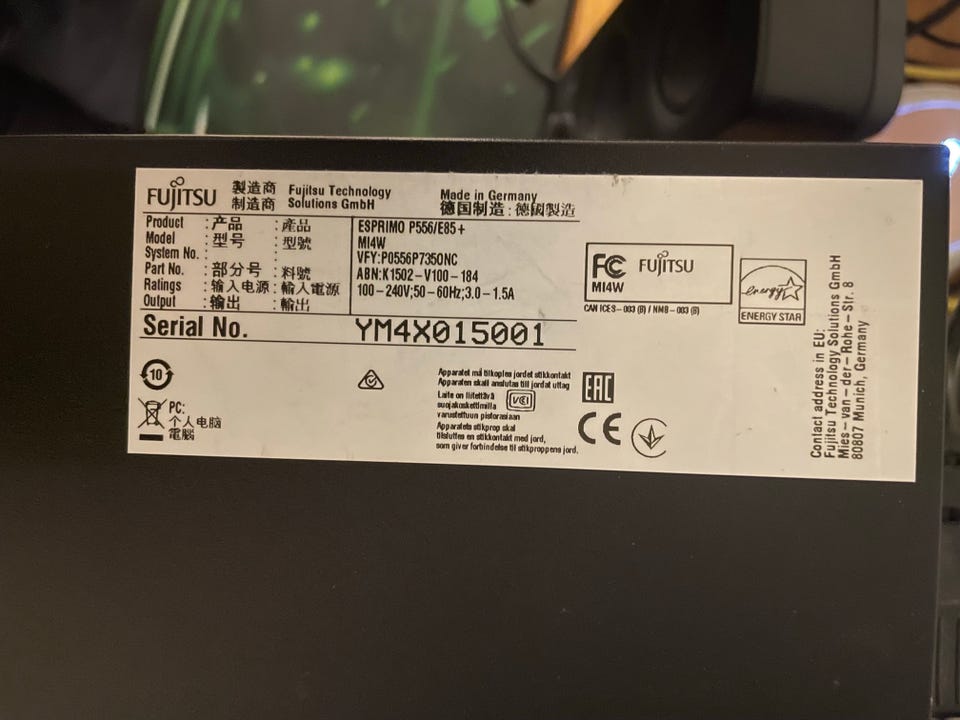 FUJITSU 製造商 Fujitsu Technology
制造商 Solutions GmbH
Made in Germany
德国制造 : 德國製造
Product : 产品 : 產品 ESPRIMO P556/E85+
Model : 型号 : 型號 MI4W
System No. : : VFY:P0556P7350NC
Part No. : 部分号 : 料號 ABN:K1502-V100-184
Ratings : 输入电源 : 輸入電源 100-240V;50-60Hz;3.0-1.5A
Output : 输出 : 輸出
Serial No. YM4X015001
FC FUJITSU
MI4W
CAN ICES-003 (B) / NMB-003 (B)
energy
ENERGY STAR
10
PC:
个人电脑
電腦
Apparatet må tilkoples jordet stikkontakt
Apparaten skall anslutas till jordat uttag
Laite on liitettävä
suojakoskettimilla
varustettuun pistorasiaan
VCI
Apparatets stikprop skal
tilsluttes en stikkontakt med jord,
som giver forbindelse til stikproppens jord.
EAC
CE
Contact address in EU:
Fujitsu Technology Solutions GmbH
Mies-van-der-Rohe-Str. 8
80807 Munich, Germany